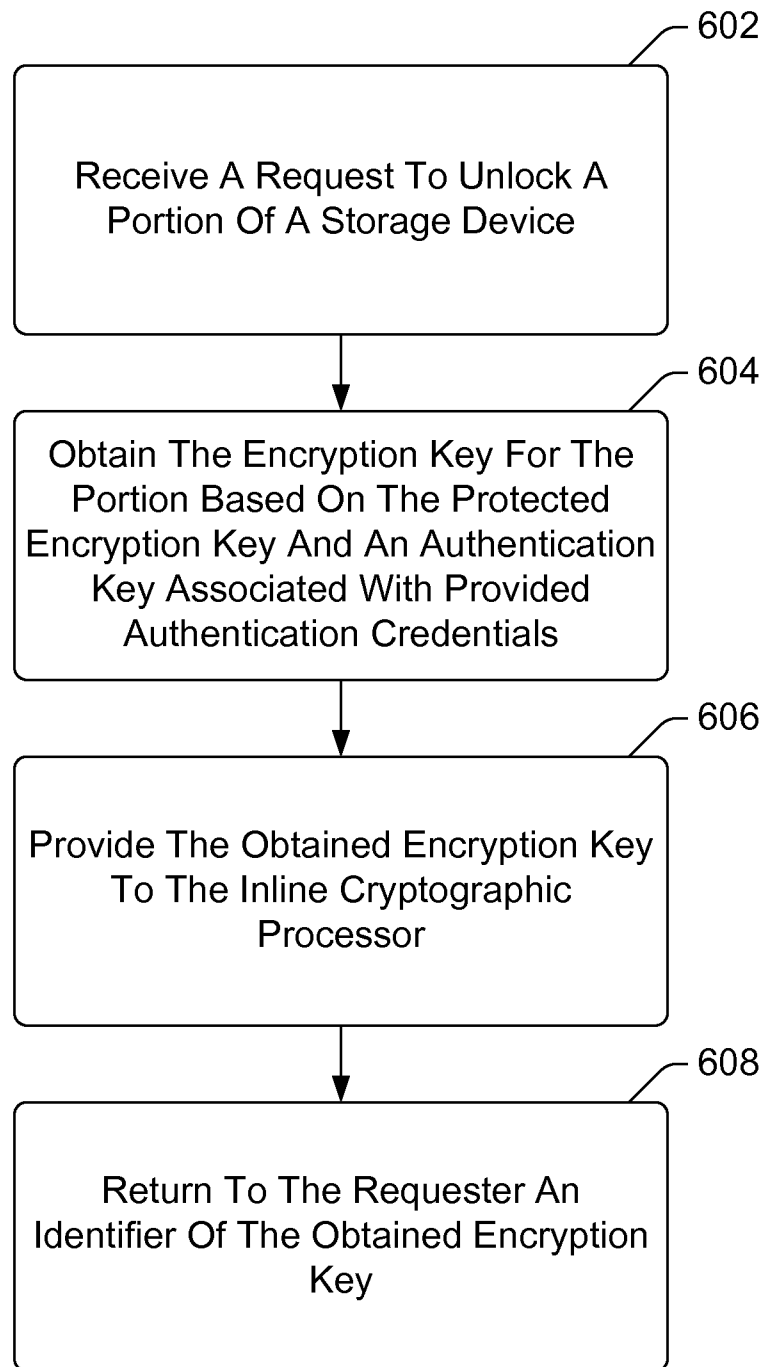 602
Receive A Request To Unlock A
Portion Of A Storage Device
604
Obtain The Encryption Key For The
Portion Based On The Protected
Encryption Key And An Authentication
Key Associated With Provided
Authentication Credentials
606
Provide The Obtained Encryption Key
To The Inline Cryptographic
Processor
608
Return To The Requester An
Identifier Of The Obtained Encryption
Key